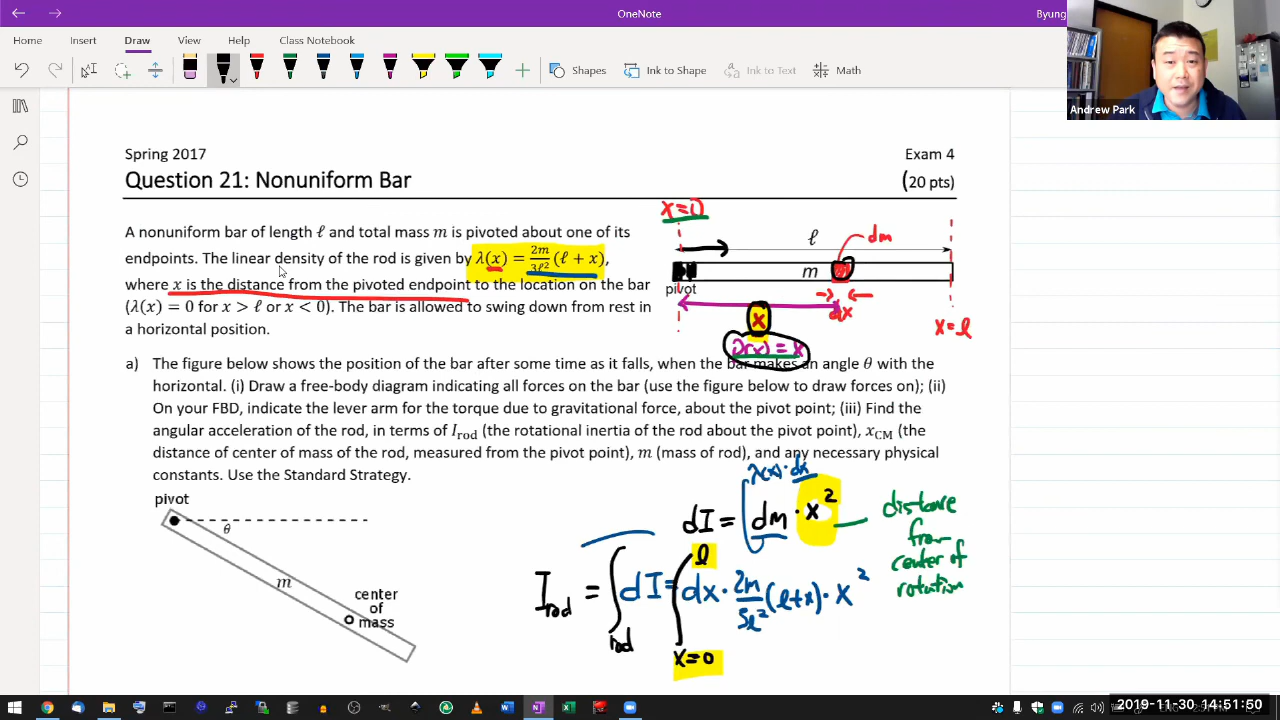 OneNote
Byung
Home Insert Draw View Help Class Notebook
Shapes Ink to Shape Ink to Text Math
Andrew Park
Spring 2017 Exam 4
Question 21: Nonuniform Bar (20 pts)
A nonuniform bar of length ℓ and total mass m is pivoted about one of its
endpoints. The linear density of the rod is given by λ(x) = 2m/3ℓ² (ℓ + x),
where x is the distance from the pivoted endpoint to the location on the bar
(λ(x) = 0 for x > ℓ or x < 0). The bar is allowed to swing down from rest in
a horizontal position.
x=0
ℓ
dm
m
pivot
dx
x
r(x) = x
x=ℓ
a) The figure below shows the position of the bar after some time as it falls, when the bar makes an angle θ with the
horizontal. (i) Draw a free-body diagram indicating all forces on the bar (use the figure below to draw forces on); (ii)
On your FBD, indicate the lever arm for the torque due to gravitational force, about the pivot point; (iii) Find the
angular acceleration of the rod, in terms of I_rod (the rotational inertia of the rod about the pivot point), x_CM (the
distance of center of mass of the rod, measured from the pivot point), m (mass of rod), and any necessary physical
constants. Use the Standard Strategy.
pivot
θ
m
center
of
mass
λ(x)·dx
dI = dm · x²
distance
from
center of
rotation
I_rod = ∫_rod dI = ∫_{x=0}^{ℓ} dx · 2m/3ℓ² (ℓ+x) · x²
2019-11-30 14:51:50